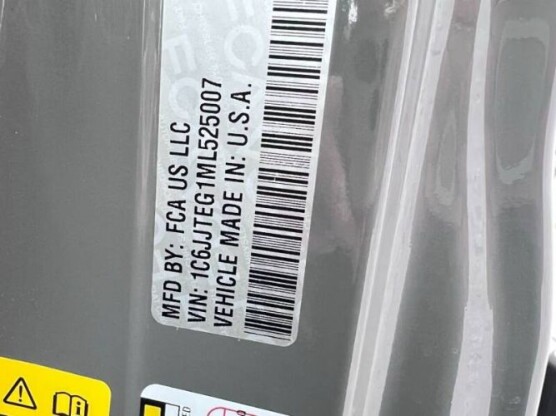 MFD BY: FCA US LLC
VIN: 1C6JJTEG1ML525007
VEHICLE MADE IN: U.S.A.